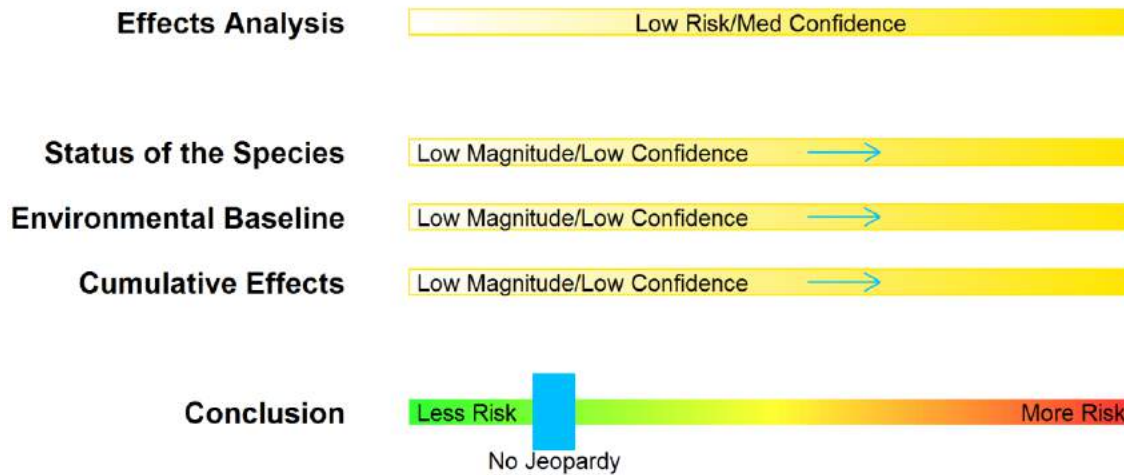 Effects Analysis Low Risk/Med Confidence
Status of the Species Low Magnitude/Low Confidence
Environmental Baseline Low Magnitude/Low Confidence
Cumulative Effects Low Magnitude/Low Confidence
Conclusion Less Risk More Risk
No Jeopardy